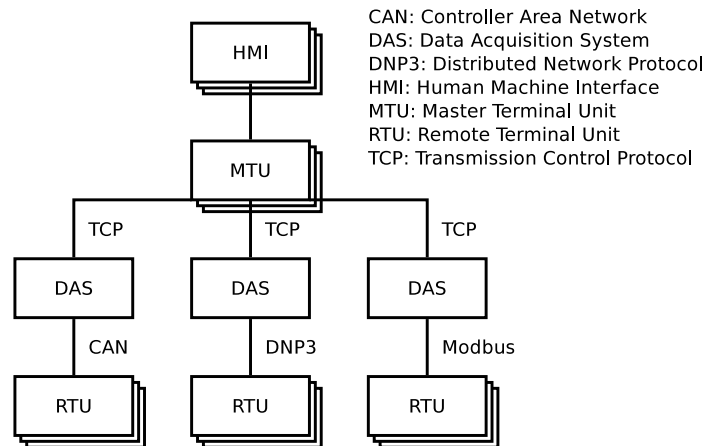 CAN: Controller Area Network
DAS: Data Acquisition System
DNP3: Distributed Network Protocol
HMI: Human Machine Interface
MTU: Master Terminal Unit
RTU: Remote Terminal Unit
TCP: Transmission Control Protocol
HMI
MTU
TCP TCP TCP
DAS DAS DAS
CAN DNP3 Modbus
RTU RTU RTU